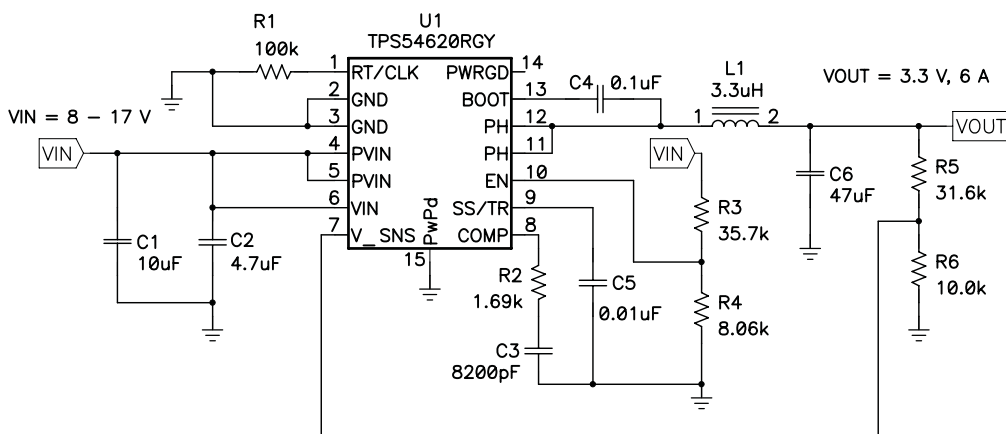 U1
TPS54620RGY
R1
100k
1 RT/CLK
2 GND
3 GND
4 PVIN
5 PVIN
6 VIN
7 V_SNS
PWRGD 14
BOOT 13
PH 12
PH 11
EN 10
SS/TR 9
COMP 8
PwPd
15
VIN = 8 – 17 V
VIN
C1
10uF
C2
4.7uF
C4 0.1uF
L1
3.3uH
1 2
VOUT = 3.3 V, 6 A
VOUT
VIN
R3
35.7k
R4
8.06k
C6
47uF
R5
31.6k
R6
10.0k
R2
1.69k
C3
8200pF
C5
0.01uF